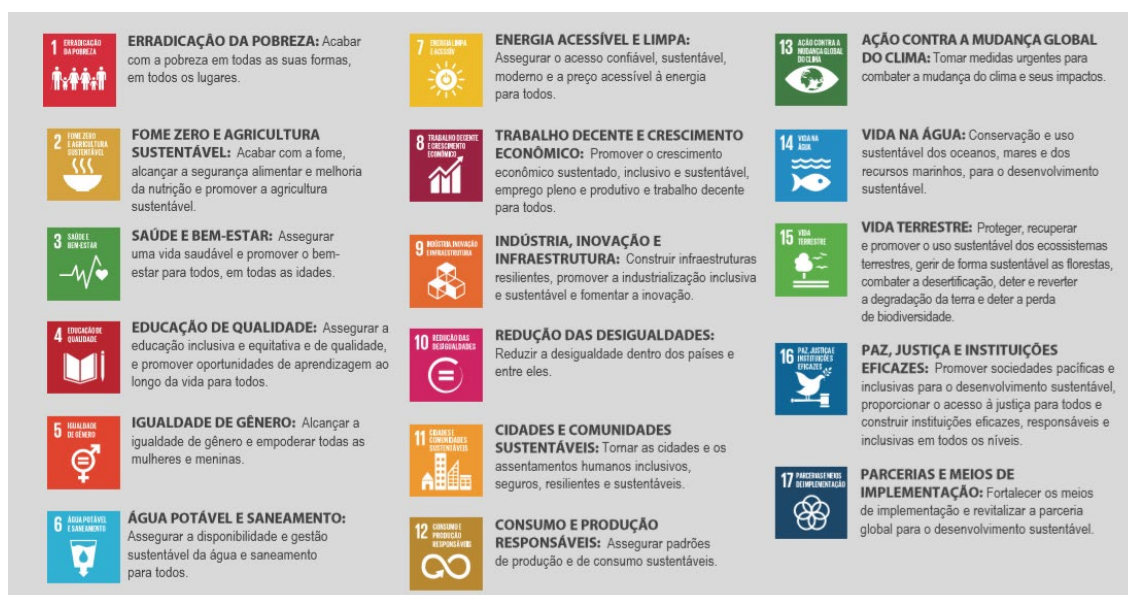 1 ERRADICAÇÃO
DA POBREZA
ERRADICAÇÃO DA POBREZA: Acabar
com a pobreza em todas as suas formas,
em todos os lugares.
2 FOME ZERO
E AGRICULTURA
SUSTENTÁVEL
FOME ZERO E AGRICULTURA
SUSTENTÁVEL: Acabar com a fome,
alcançar a segurança alimentar e melhoria
da nutrição e promover a agricultura
sustentável.
3 SAÚDE E
BEM-ESTAR
SAÚDE E BEM-ESTAR: Assegurar
uma vida saudável e promover o bem-
estar para todos, em todas as idades.
4 EDUCAÇÃO DE
QUALIDADE
EDUCAÇÃO DE QUALIDADE: Assegurar a
educação inclusiva e equitativa e de qualidade,
e promover oportunidades de aprendizagem ao
longo da vida para todos.
5 IGUALDADE
DE GÊNERO
IGUALDADE DE GÊNERO: Alcançar a
igualdade de gênero e empoderar todas as
mulheres e meninas.
6 ÁGUA POTÁVEL
E SANEAMENTO
ÁGUA POTÁVEL E SANEAMENTO:
Assegurar a disponibilidade e gestão
sustentável da água e saneamento
para todos.
7 ENERGIA LIMPA
E ACESSÍV
ENERGIA ACESSÍVEL E LIMPA:
Assegurar o acesso confiável, sustentável,
moderno e a preço acessível à energia
para todos.
8 TRABALHO DECENTE
E CRESCIMENTO
ECONÔMICO
TRABALHO DECENTE E CRESCIMENTO
ECONÔMICO: Promover o crescimento
econômico sustentado, inclusivo e sustentável,
emprego pleno e produtivo e trabalho decente
para todos.
9 INDÚSTRIA, INOVAÇÃO
E INFRAESTRUTURA
INDÚSTRIA, INOVAÇÃO E
INFRAESTRUTURA: Construir infraestruturas
resilientes, promover a industrialização inclusiva
e sustentável e fomentar a inovação.
10 REDUÇÃO DAS
DESIGUALDADES
REDUÇÃO DAS DESIGUALDADES:
Reduzir a desigualdade dentro dos países e
entre eles.
11 CIDADES E
COMUNIDADES
SUSTENTÁVEIS
CIDADES E COMUNIDADES
SUSTENTÁVEIS: Tornar as cidades e os
assentamentos humanos inclusivos,
seguros, resilientes e sustentáveis.
12 CONSUMO E
PRODUÇÃO
RESPONSÁVEIS
CONSUMO E PRODUÇÃO
RESPONSÁVEIS: Assegurar padrões
de produção e de consumo sustentáveis.
13 AÇÃO CONTRA A
MUDANÇA GLOBAL
DO CLIMA
AÇÃO CONTRA A MUDANÇA GLOBAL
DO CLIMA: Tomar medidas urgentes para
combater a mudança do clima e seus impactos.
14 VIDA NA
ÁGUA
VIDA NA ÁGUA: Conservação e uso
sustentável dos oceanos, mares e dos
recursos marinhos, para o desenvolvimento
sustentável.
15 VIDA
TERRESTRE
VIDA TERRESTRE: Proteger, recuperar
e promover o uso sustentável dos ecossistemas
terrestres, gerir de forma sustentável as florestas,
combater a desertificação, deter e reverter
a degradação da terra e deter a perda
de biodiversidade.
16 PAZ, JUSTIÇA E
INSTITUIÇÕES
EFICAZES
PAZ, JUSTIÇA E INSTITUIÇÕES
EFICAZES: Promover sociedades pacíficas e
inclusivas para o desenvolvimento sustentável,
proporcionar o acesso à justiça para todos e
construir instituições eficazes, responsáveis e
inclusivas em todos os níveis.
17 PARCERIAS E MEIOS
DE IMPLEMENTAÇÃO
PARCERIAS E MEIOS DE
IMPLEMENTAÇÃO: Fortalecer os meios
de implementação e revitalizar a parceria
global para o desenvolvimento sustentável.